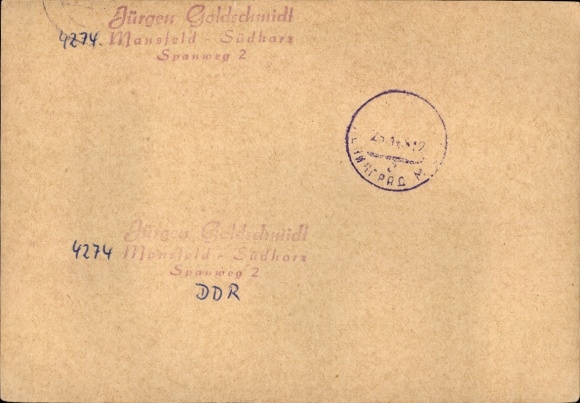 Jürgen Goldschmidt
4274. Mansfeld - Südharz
Spanweg 2
Jürgen Goldschmidt
4274 Mansfeld - Südharz
Spanweg 2
DDR